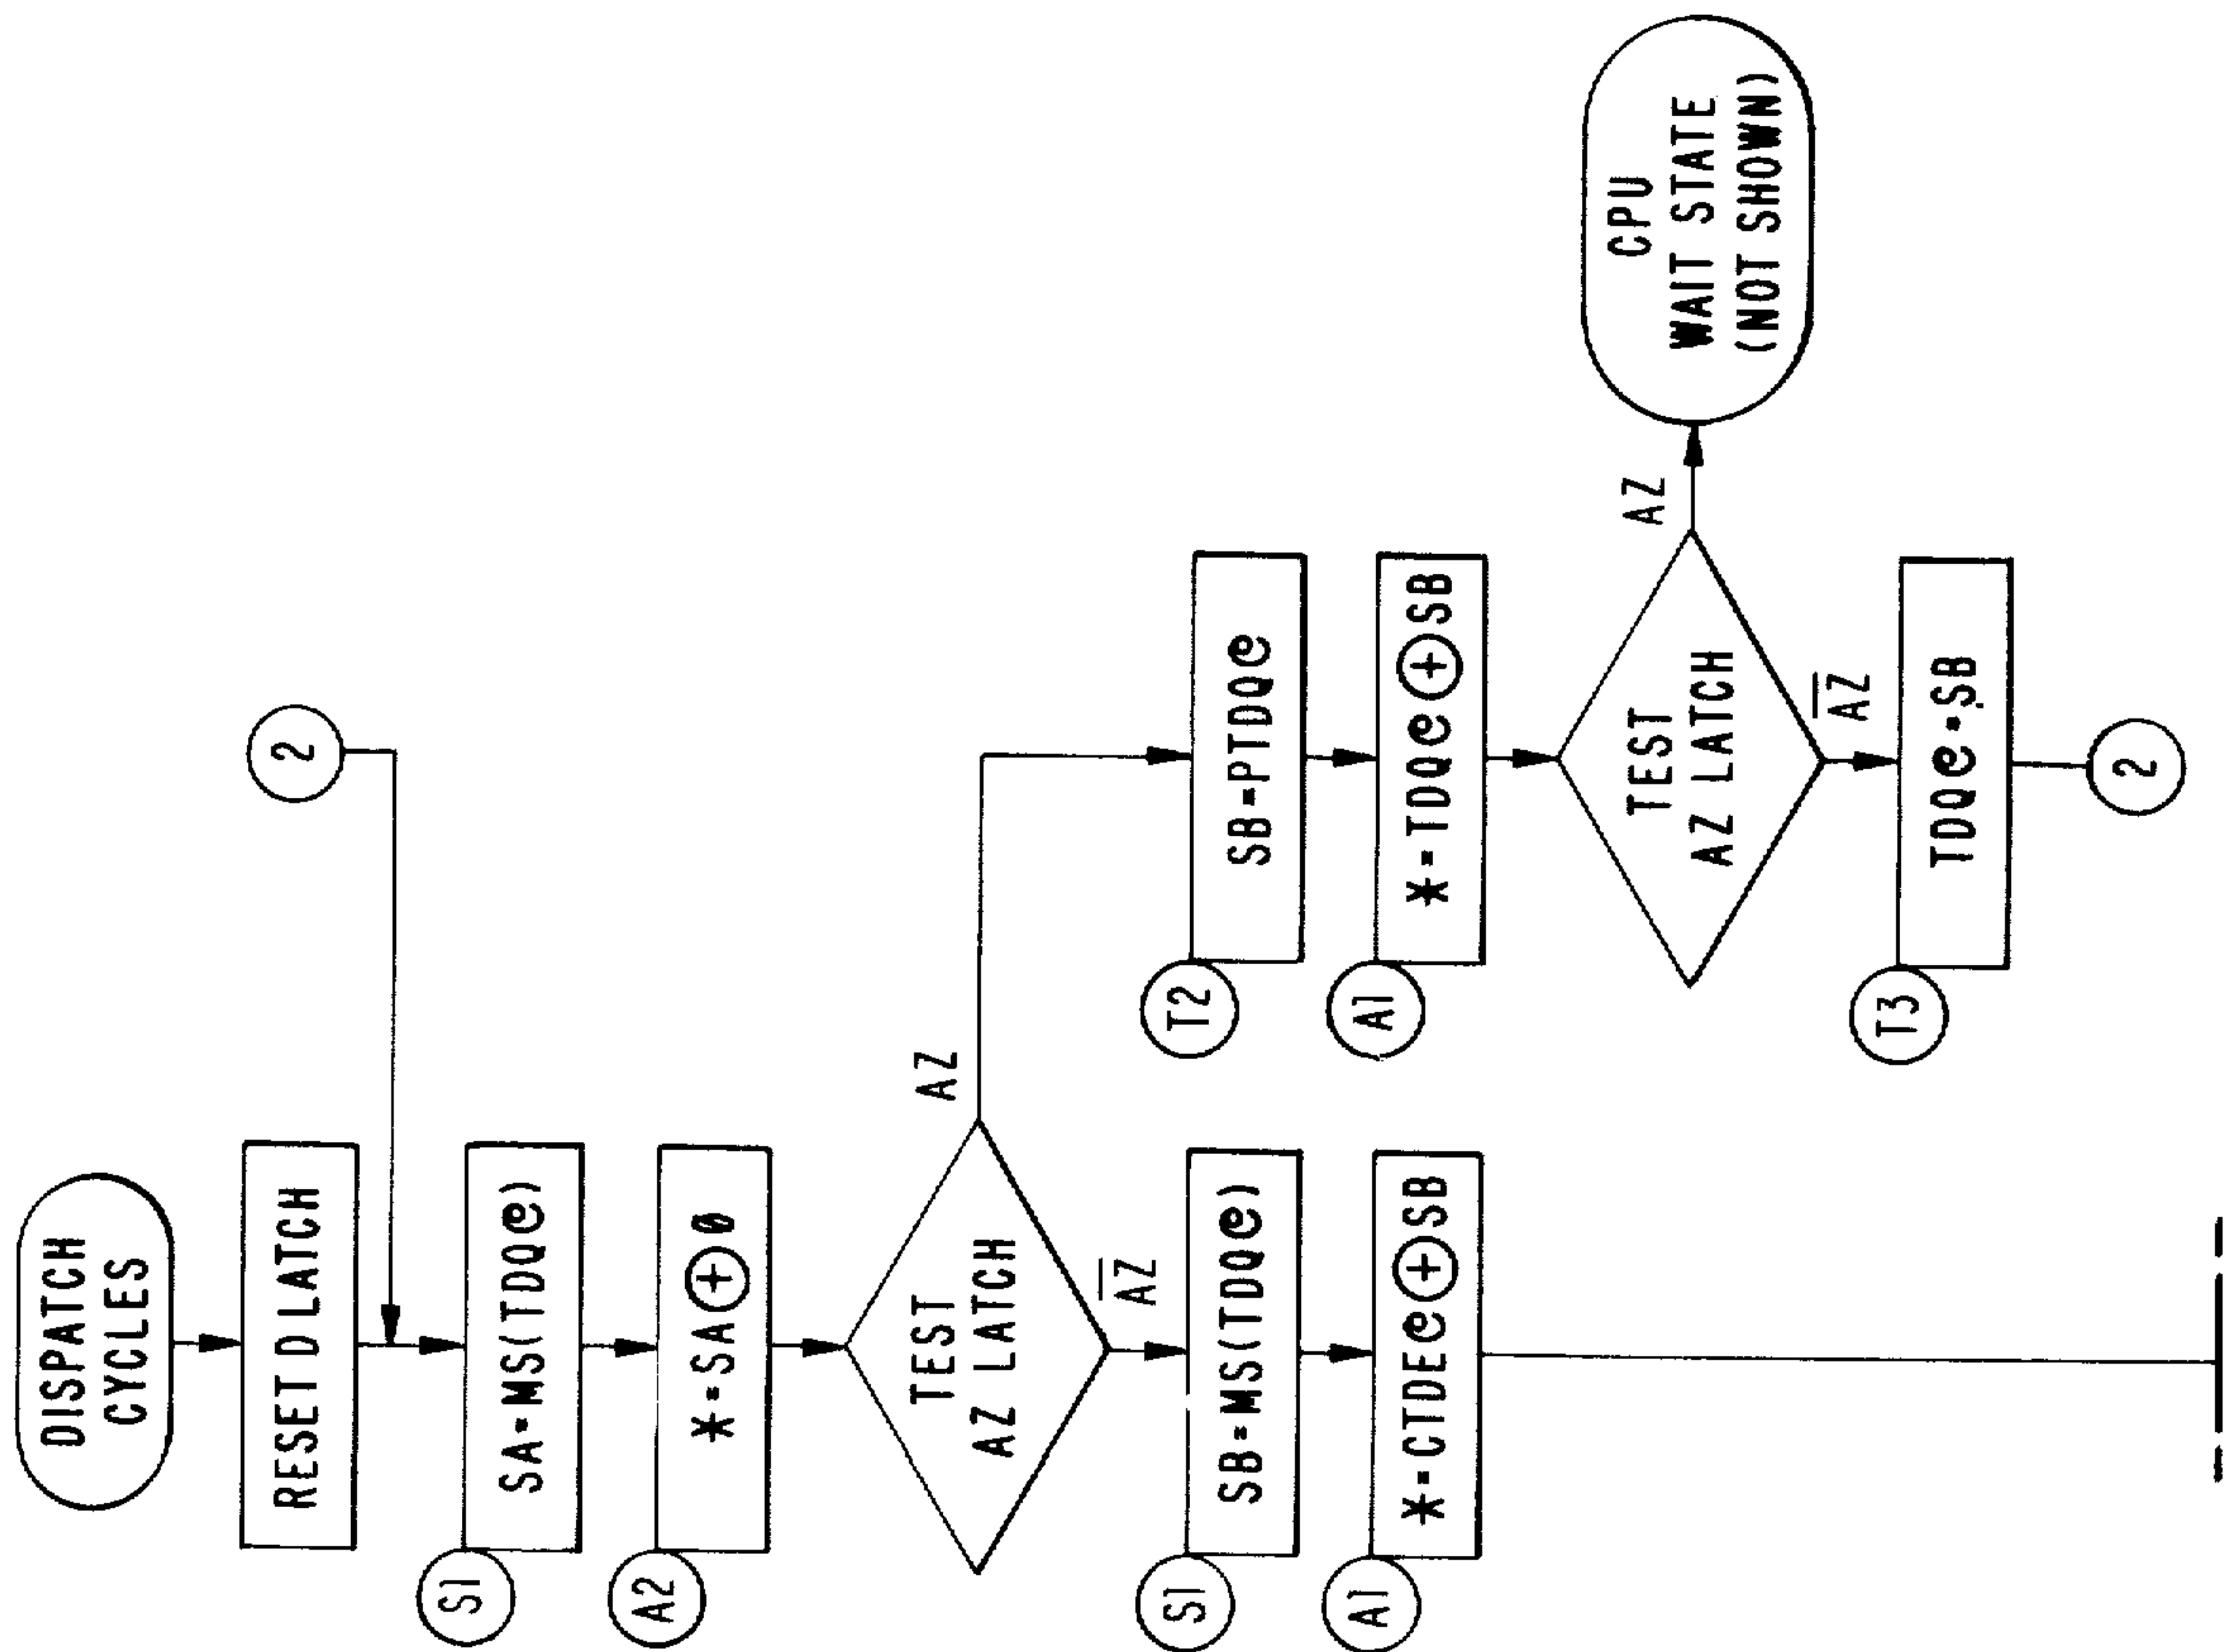 DISPATCH
CYCLES
RESET D LATCH
2
S1
SA=MS(TDQ@)
A2
*=SA⊕0
TEST
AZ LATCH
AZ
A̅Z̅
S1
SB=MS(TDQ@)
A1
*=CTDE@⊕SB
T2
SB=PTDQ@
A1
*=TDQ@⊕SB
TEST
AZ LATCH
AZ
CPU
WAIT STATE
(NOT SHOWN)
A̅Z̅
T3
TDQ@=SB
2